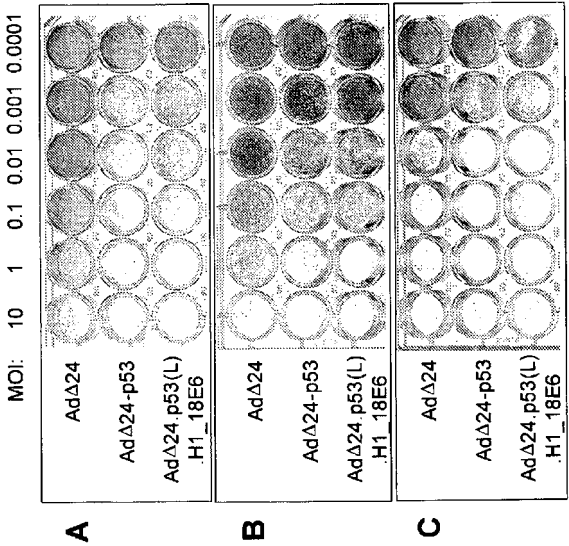 MOI: 10 1 0.1 0.01 0.001 0.0001
A
AdΔ24
AdΔ24-p53
AdΔ24.p53(L)
.H1_18E6
B
AdΔ24
AdΔ24-p53
AdΔ24.p53(L)
.H1_18E6
C
AdΔ24
AdΔ24-p53
AdΔ24.p53(L)
.H1_18E6